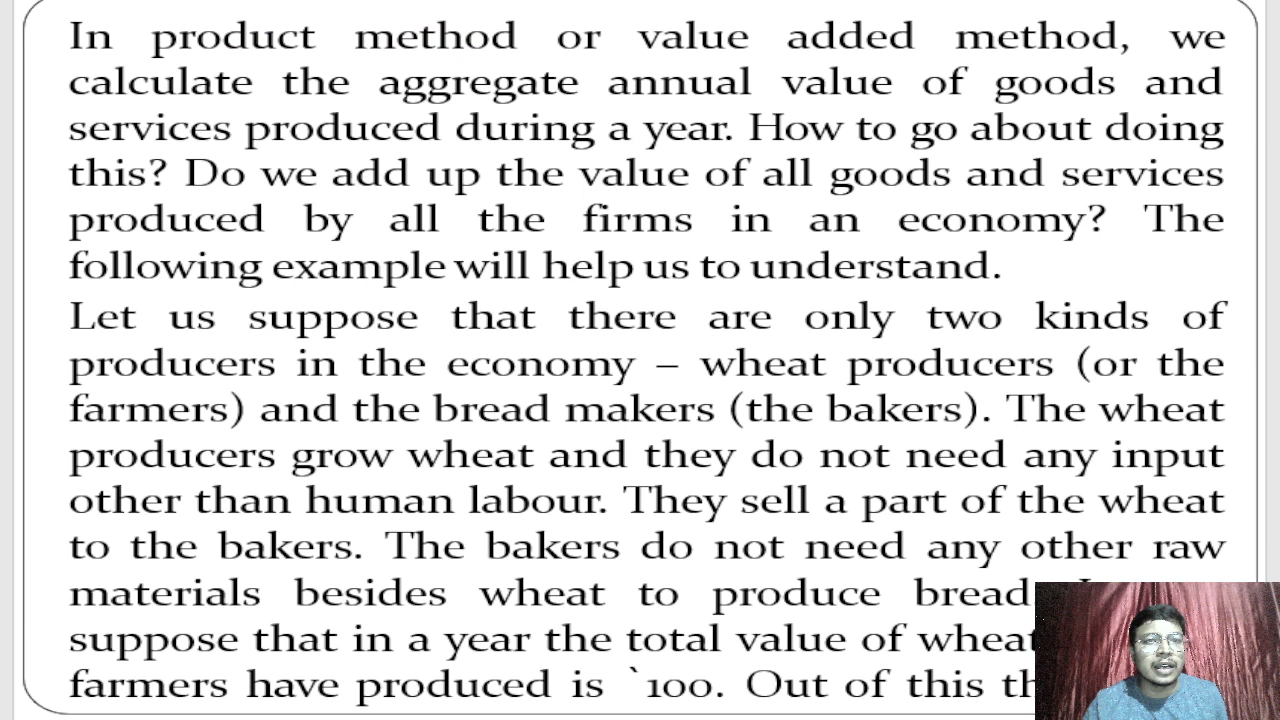 In product method or value added method, we
calculate the aggregate annual value of goods and
services produced during a year. How to go about doing
this? Do we add up the value of all goods and services
produced by all the firms in an economy? The
following example will help us to understand.
Let us suppose that there are only two kinds of
producers in the economy – wheat producers (or the
farmers) and the bread makers (the bakers). The wheat
producers grow wheat and they do not need any input
other than human labour. They sell a part of the wheat
to the bakers. The bakers do not need any other raw
materials besides wheat to produce bread
suppose that in a year the total value of wheat
farmers have produced is `100. Out of this